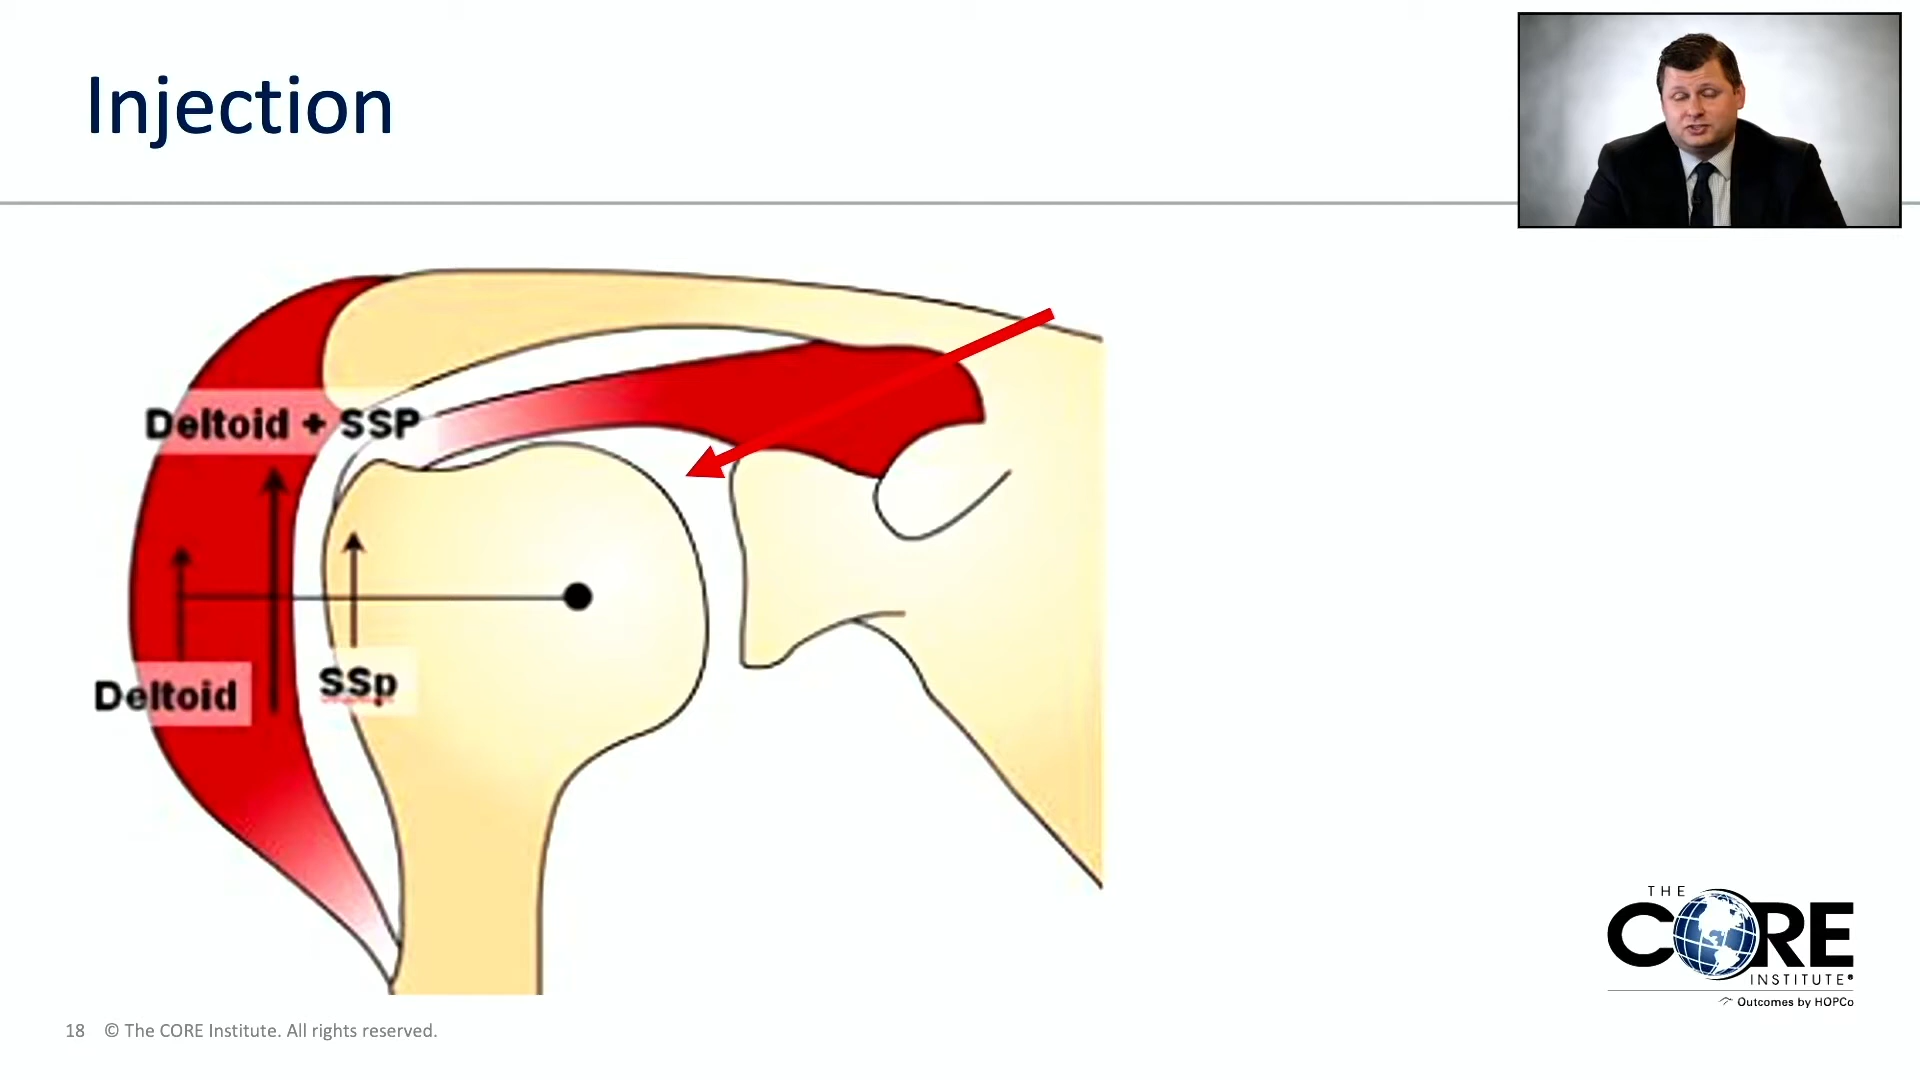 Injection
Deltoid + SSP
Deltoid
SSp
THE
CORE
INSTITUTE®
Outcomes by HOPCo
18 © The CORE Institute. All rights reserved.